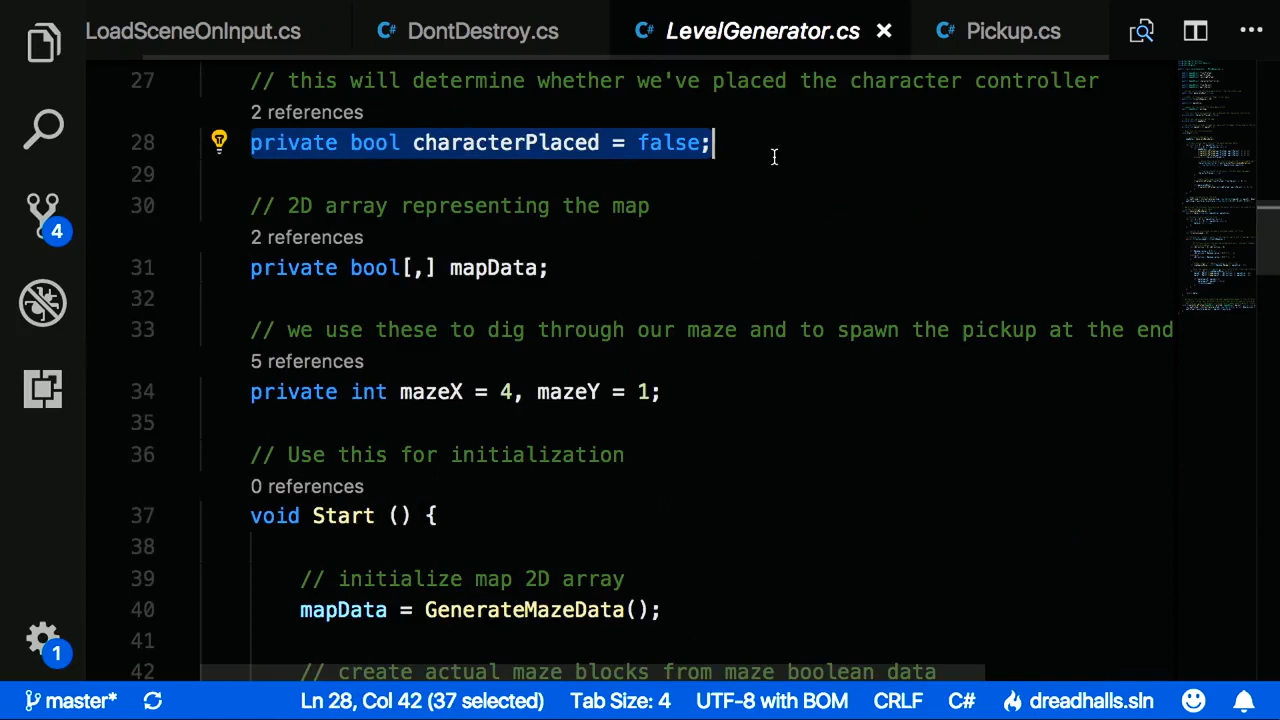 LoadSceneOnInput.cs C# DontDestroy.cs C# LevelGenerator.cs × C# Pickup.cs
27 // this will determine whether we've placed the character controller
2 references
28 private bool characterPlaced = false;
29
30 // 2D array representing the map
2 references
31 private bool[,] mapData;
32
33 // we use these to dig through our maze and to spawn the pickup at the end
5 references
34 private int mazeX = 4, mazeY = 1;
35
36 // Use this for initialization
0 references
37 void Start () {
38
39 // initialize map 2D array
40 mapData = GenerateMazeData();
41
42 // create actual maze blocks from maze boolean data
4
1
master* Ln 28, Col 42 (37 selected) Tab Size: 4 UTF-8 with BOM CRLF C# dreadhalls.sln